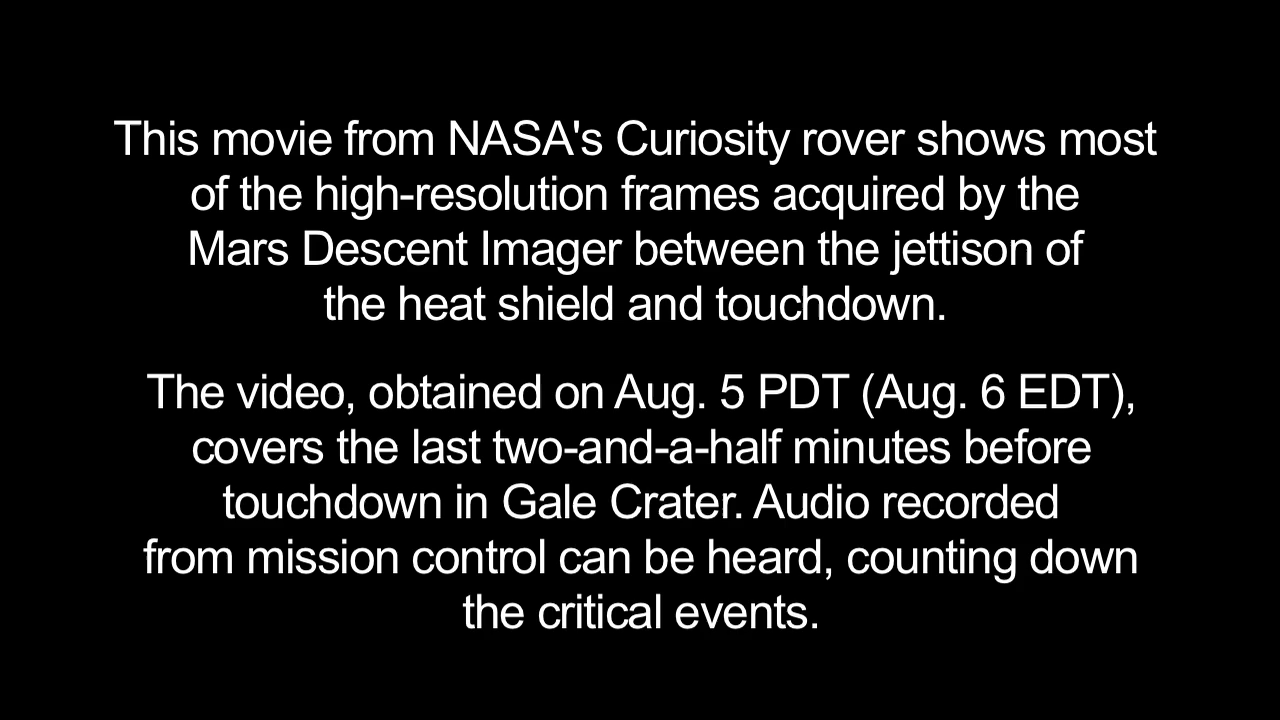 This movie from NASA's Curiosity rover shows most
of the high-resolution frames acquired by the
Mars Descent Imager between the jettison of
the heat shield and touchdown.
The video, obtained on Aug. 5 PDT (Aug. 6 EDT),
covers the last two-and-a-half minutes before
touchdown in Gale Crater. Audio recorded
from mission control can be heard, counting down
the critical events.